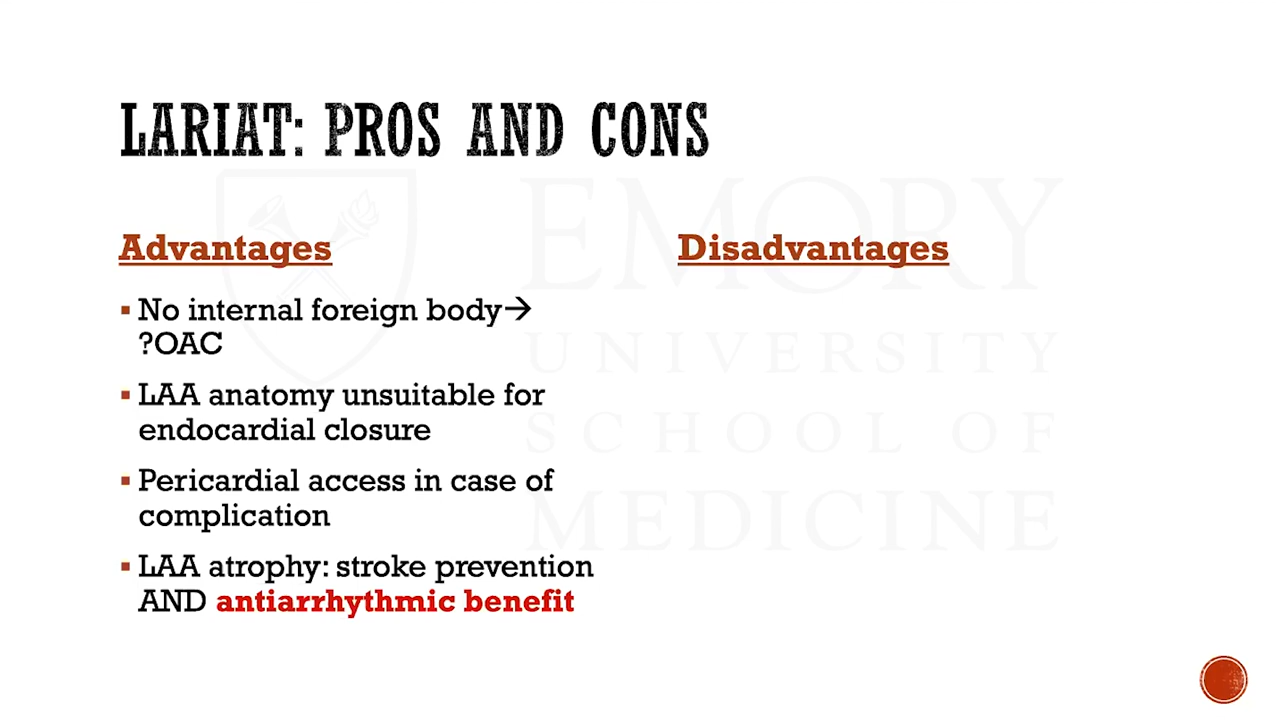 LARIAT: PROS AND CONS
Advantages
▪ No internal foreign body→
?OAC
▪ LAA anatomy unsuitable for
endocardial closure
▪ Pericardial access in case of
complication
▪ LAA atrophy: stroke prevention
AND antiarrhythmic benefit
Disadvantages
EMORY
UNIVERSITY
SCHOOL OF
MEDICINE